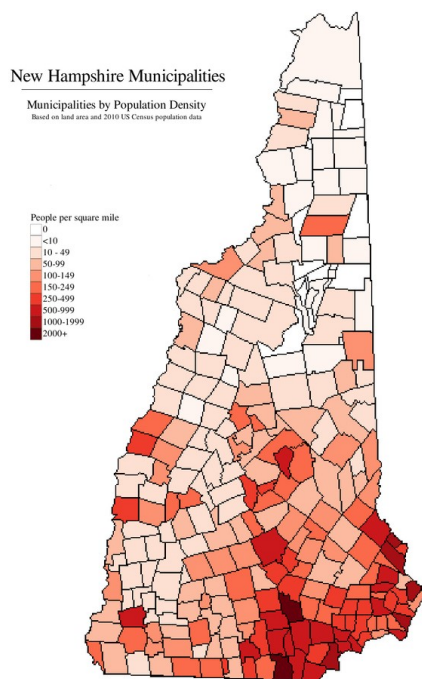 New Hampshire Municipalities
Municipalities by Population Density
Based on land area and 2010 US Census population data
People per square mile
0
<10
10 - 49
50-99
100-149
150-249
250-499
500-999
1000-1999
2000+